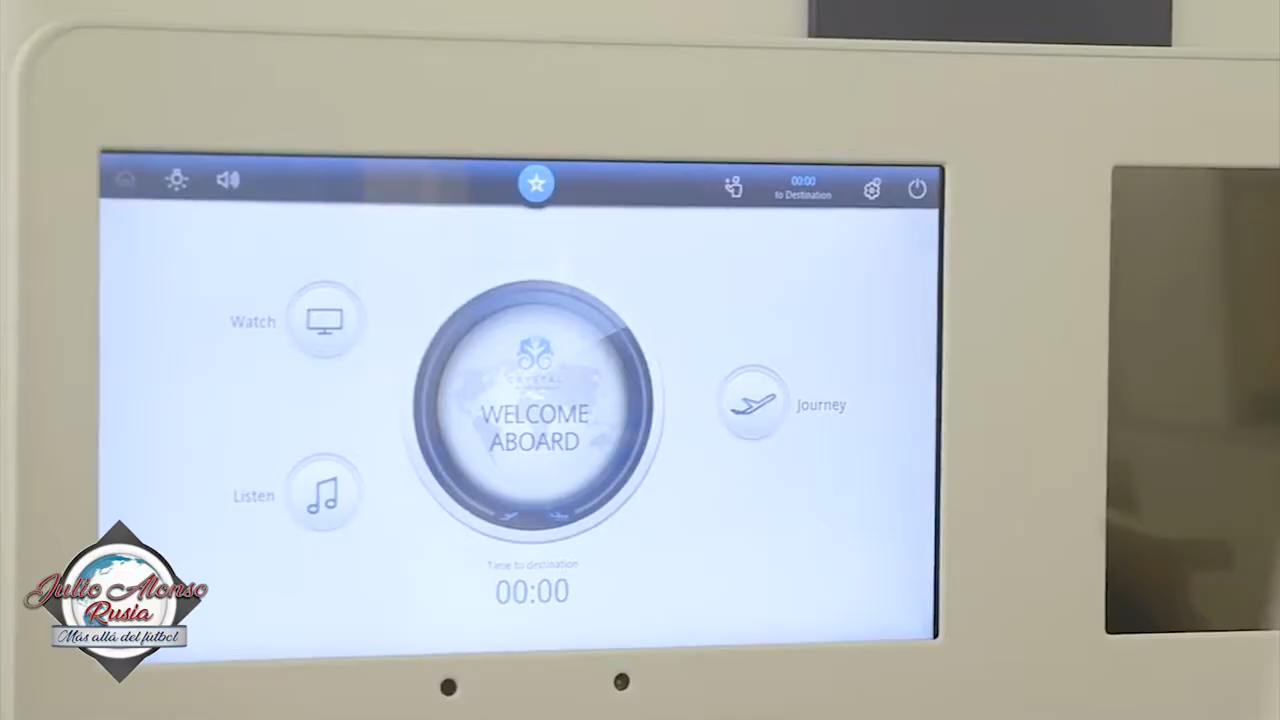 00:00
to Destination
Watch
CRYSTAL
WELCOME
ABOARD
Journey
Listen
Time to destination
00:00
Julio Alonso
Rusia
Más allá del fútbol